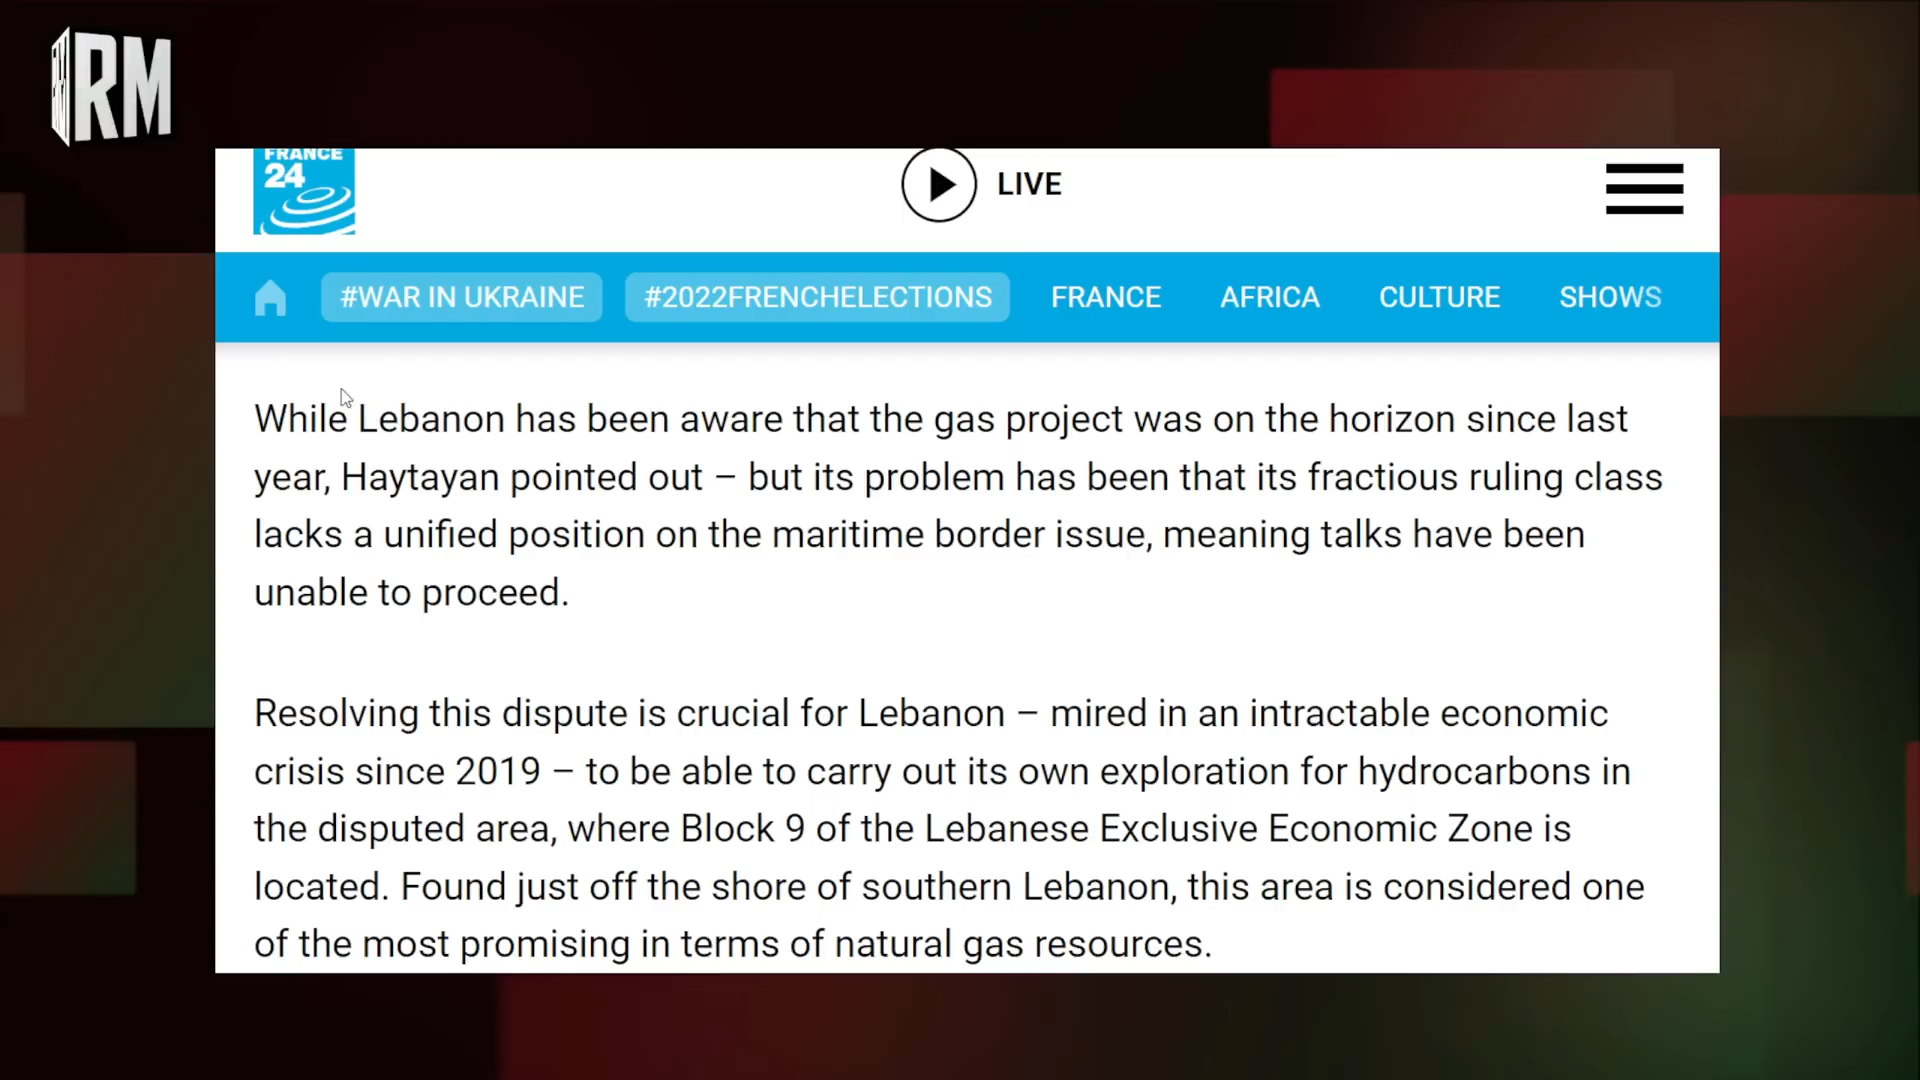 RM
FRANCE
24
LIVE
#WAR IN UKRAINE
#2022FRENCHELECTIONS
FRANCE
AFRICA
CULTURE
SHOWS
While Lebanon has been aware that the gas project was on the horizon since last
year, Haytayan pointed out – but its problem has been that its fractious ruling class
lacks a unified position on the maritime border issue, meaning talks have been
unable to proceed.
Resolving this dispute is crucial for Lebanon – mired in an intractable economic
crisis since 2019 – to be able to carry out its own exploration for hydrocarbons in
the disputed area, where Block 9 of the Lebanese Exclusive Economic Zone is
located. Found just off the shore of southern Lebanon, this area is considered one
of the most promising in terms of natural gas resources.